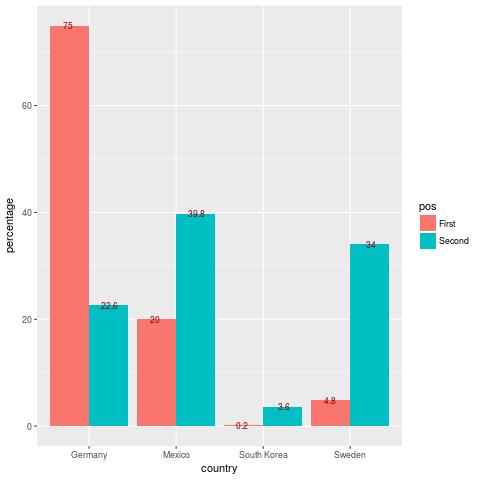 75
60
pos
First
Second
39.8
40
34
percentage
22.6
20
20
4.8
3.6
0.2
0
Germany
Mexico
South Korea
Sweden
country